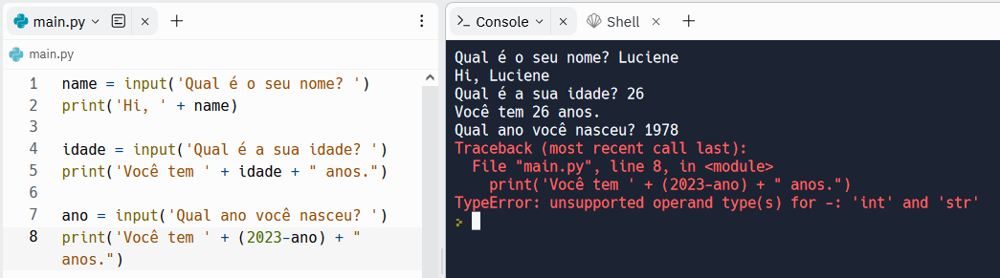 main.py
main.py
1 name = input('Qual é o seu nome? ')
2 print('Hi, ' + name)
3
4 idade = input('Qual é a sua idade? ')
5 print('Você tem ' + idade + " anos.")
6
7 ano = input('Qual ano você nasceu? ')
8 print('Você tem ' + (2023-ano) + "
anos.")
Console
Shell
Qual é o seu nome? Luciene
Hi, Luciene
Qual é a sua idade? 26
Você tem 26 anos.
Qual ano você nasceu? 1978
Traceback (most recent call last):
  File "main.py", line 8, in <module>
    print('Você tem ' + (2023-ano) + " anos.")
TypeError: unsupported operand type(s) for -: 'int' and 'str'